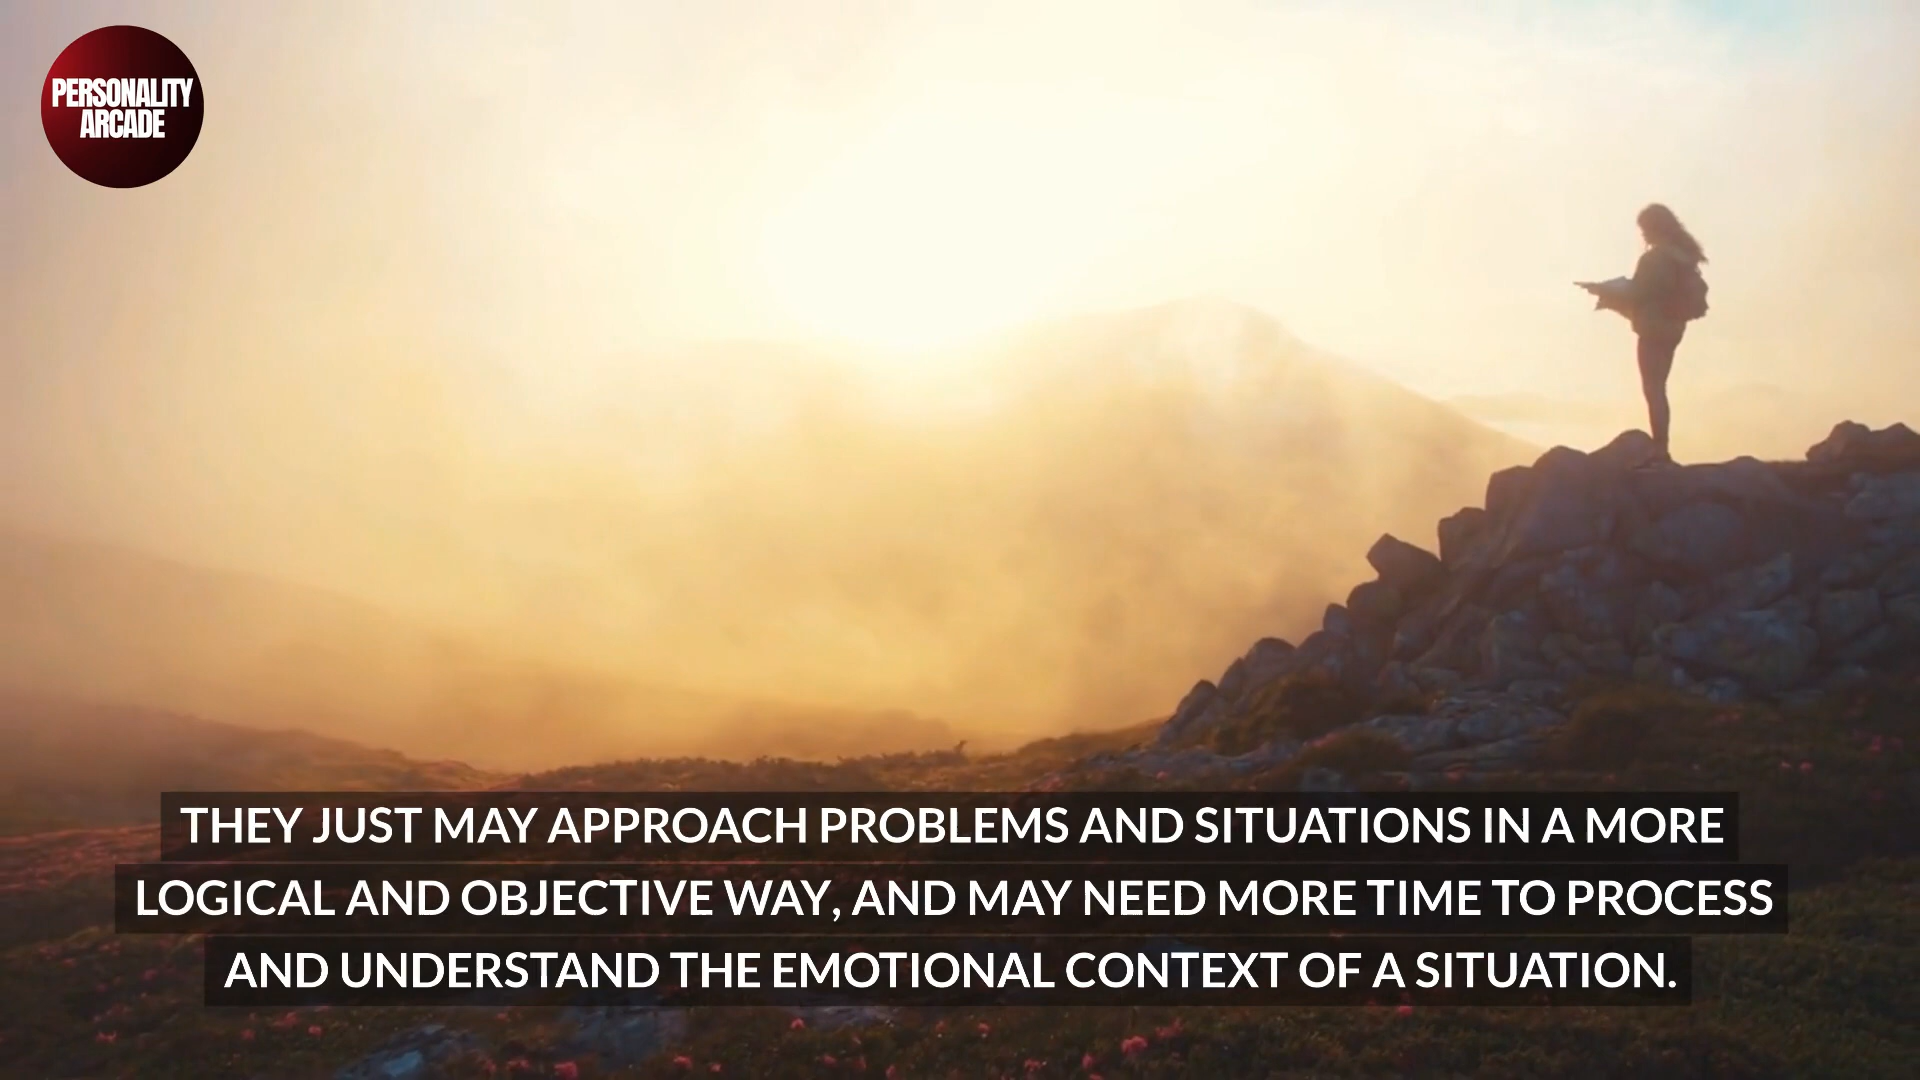 PERSONALITY
ARCADE
THEY JUST MAY APPROACH PROBLEMS AND SITUATIONS IN A MORE
LOGICAL AND OBJECTIVE WAY, AND MAY NEED MORE TIME TO PROCESS
AND UNDERSTAND THE EMOTIONAL CONTEXT OF A SITUATION.